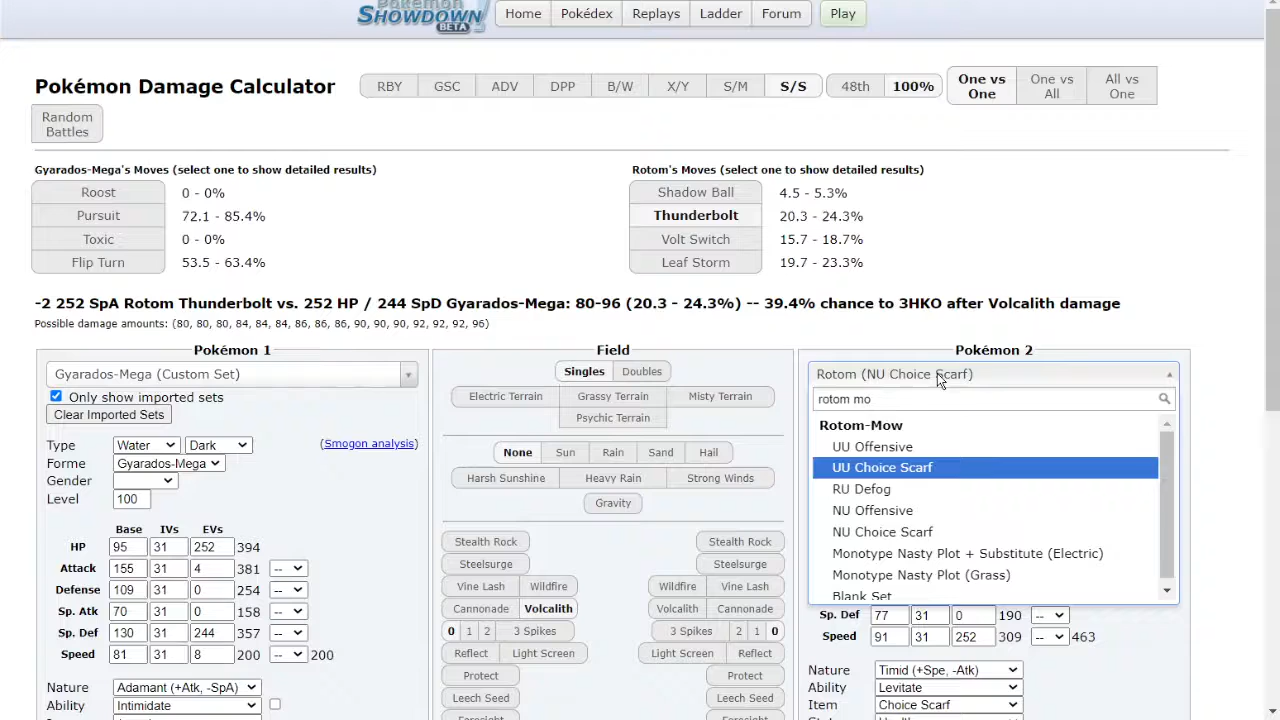 Pokémon
SHOWDOWN
BETA
Home Pokédex Replays Ladder Forum Play
Pokémon Damage Calculator
RBY GSC ADV DPP B/W X/Y S/M S/S 48th 100%
One vs One
One vs All
All vs One
Random Battles
Gyarados-Mega's Moves (select one to show detailed results)
Roost 0 - 0%
Pursuit 72.1 - 85.4%
Toxic 0 - 0%
Flip Turn 53.5 - 63.4%
Rotom's Moves (select one to show detailed results)
Shadow Ball 4.5 - 5.3%
Thunderbolt 20.3 - 24.3%
Volt Switch 15.7 - 18.7%
Leaf Storm 19.7 - 23.3%
-2 252 SpA Rotom Thunderbolt vs. 252 HP / 244 SpD Gyarados-Mega: 80-96 (20.3 - 24.3%) -- 39.4% chance to 3HKO after Volcalith damage
Possible damage amounts: (80, 80, 80, 84, 84, 84, 86, 86, 86, 90, 90, 90, 92, 92, 92, 96)
Pokémon 1
Gyarados-Mega (Custom Set)
Only show imported sets
Clear Imported Sets
Type Water Dark (Smogon analysis)
Forme Gyarados-Mega
Gender
Level 100
Base IVs EVs
HP 95 31 252 394
Attack 155 31 4 381 --
Defense 109 31 0 254 --
Sp. Atk 70 31 0 158 --
Sp. Def 130 31 244 357 --
Speed 81 31 8 200 -- 200
Nature Adamant (+Atk, -SpA)
Ability Intimidate
Field
Singles Doubles
Electric Terrain Grassy Terrain Misty Terrain
Psychic Terrain
None Sun Rain Sand Hail
Harsh Sunshine Heavy Rain Strong Winds
Gravity
Stealth Rock Stealth Rock
Steelsurge Steelsurge
Vine Lash Wildfire Wildfire Vine Lash
Cannonade Volcalith Volcalith Cannonade
0 1 2 3 Spikes 3 Spikes 2 1 0
Reflect Light Screen Light Screen Reflect
Protect Protect
Leech Seed Leech Seed
Foresight Foresight
Pokémon 2
Rotom (NU Choice Scarf)
rotom mo
Rotom-Mow
UU Offensive
UU Choice Scarf
RU Defog
NU Offensive
NU Choice Scarf
Monotype Nasty Plot + Substitute (Electric)
Monotype Nasty Plot (Grass)
Blank Set
Sp. Def 77 31 0 190 --
Speed 91 31 252 309 -- 463
Nature Timid (+Spe, -Atk)
Ability Levitate
Item Choice Scarf